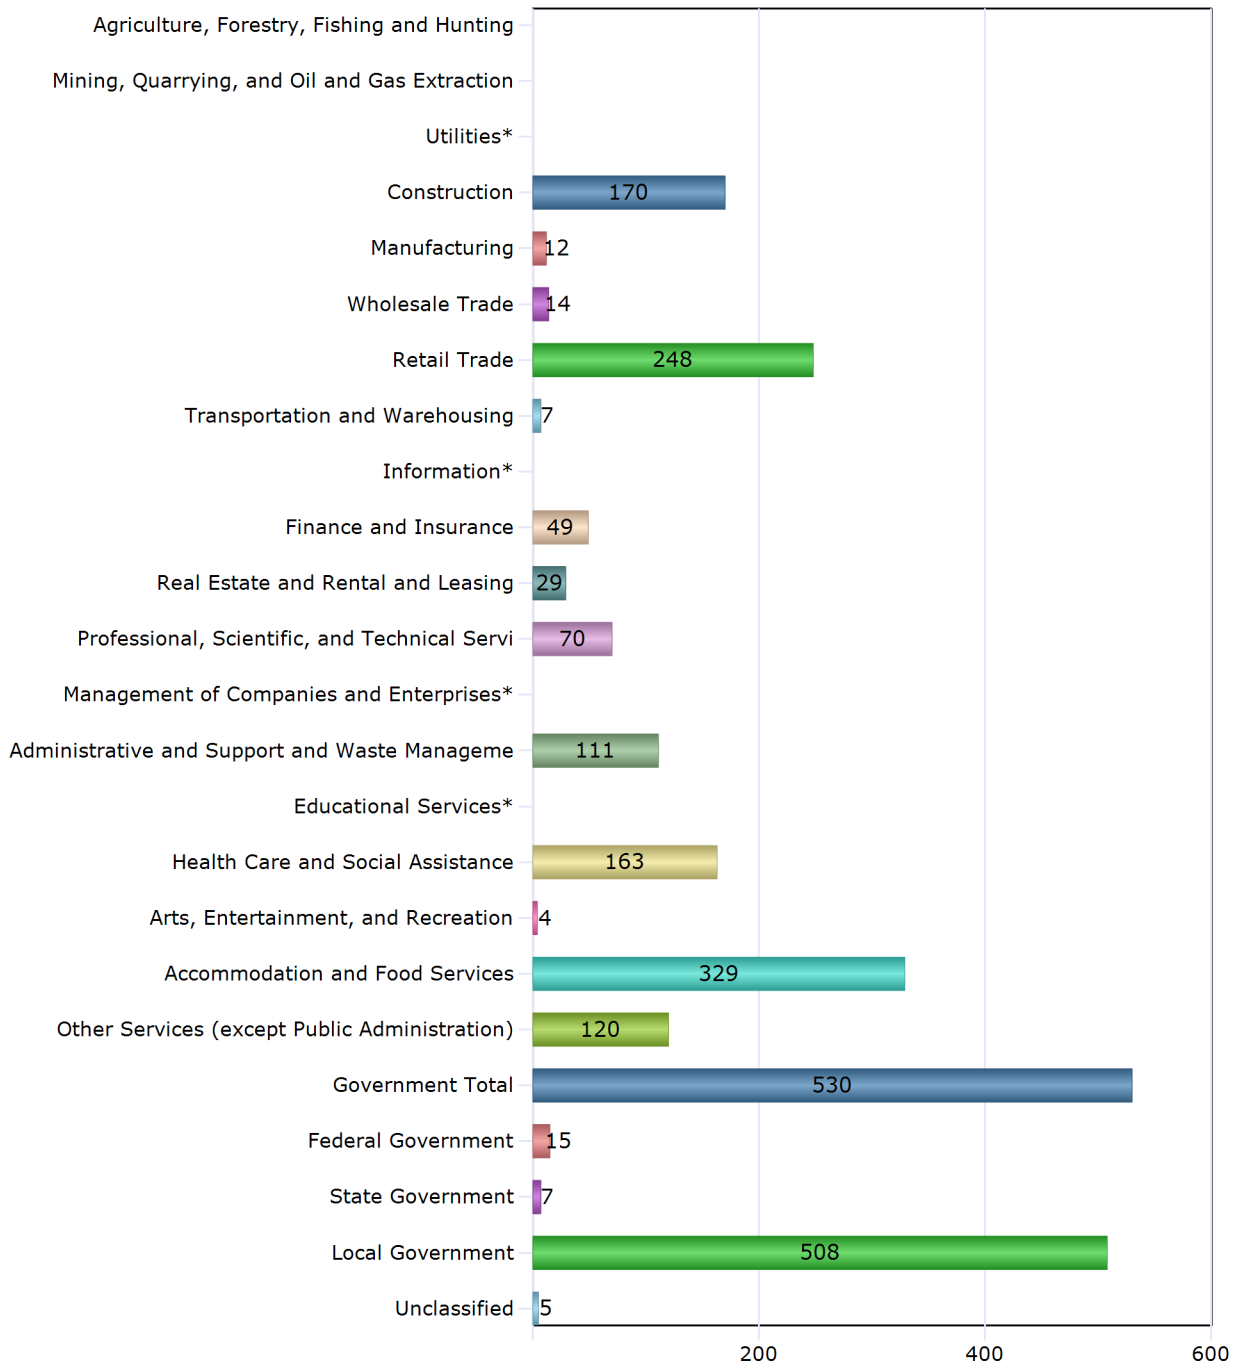 Agriculture, Forestry, Fishing and Hunting
Mining, Quarrying, and Oil and Gas Extraction
Utilities*
Construction 170
Manufacturing 12
Wholesale Trade 14
Retail Trade 248
Transportation and Warehousing 7
Information*
Finance and Insurance 49
Real Estate and Rental and Leasing 29
Professional, Scientific, and Technical Servi 70
Management of Companies and Enterprises*
Administrative and Support and Waste Manageme 111
Educational Services*
Health Care and Social Assistance 163
Arts, Entertainment, and Recreation 4
Accommodation and Food Services 329
Other Services (except Public Administration) 120
Government Total 530
Federal Government 15
State Government 7
Local Government 508
Unclassified 5
200 400 600